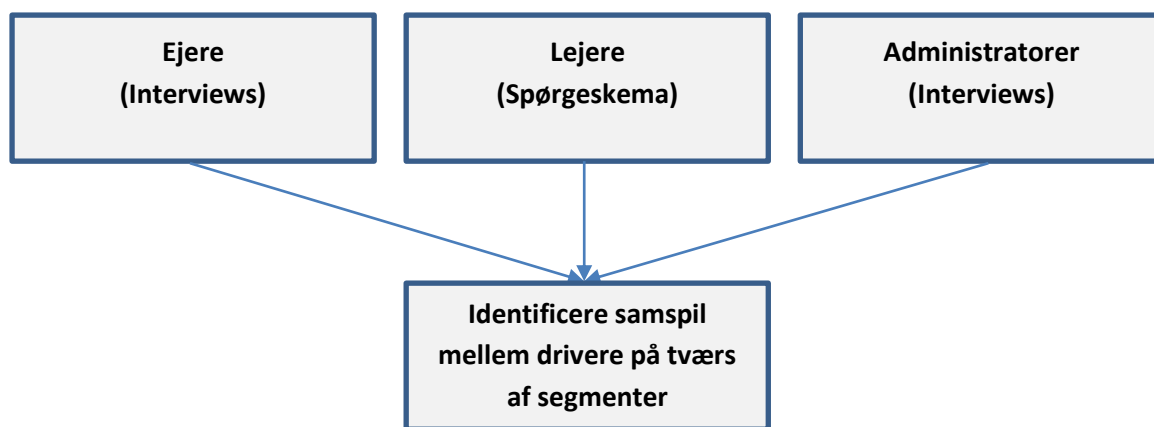 Ejere
(Interviews)
Lejere
(Spørgeskema)
Administratorer
(Interviews)
Identificere samspil
mellem drivere på tværs
af segmenter